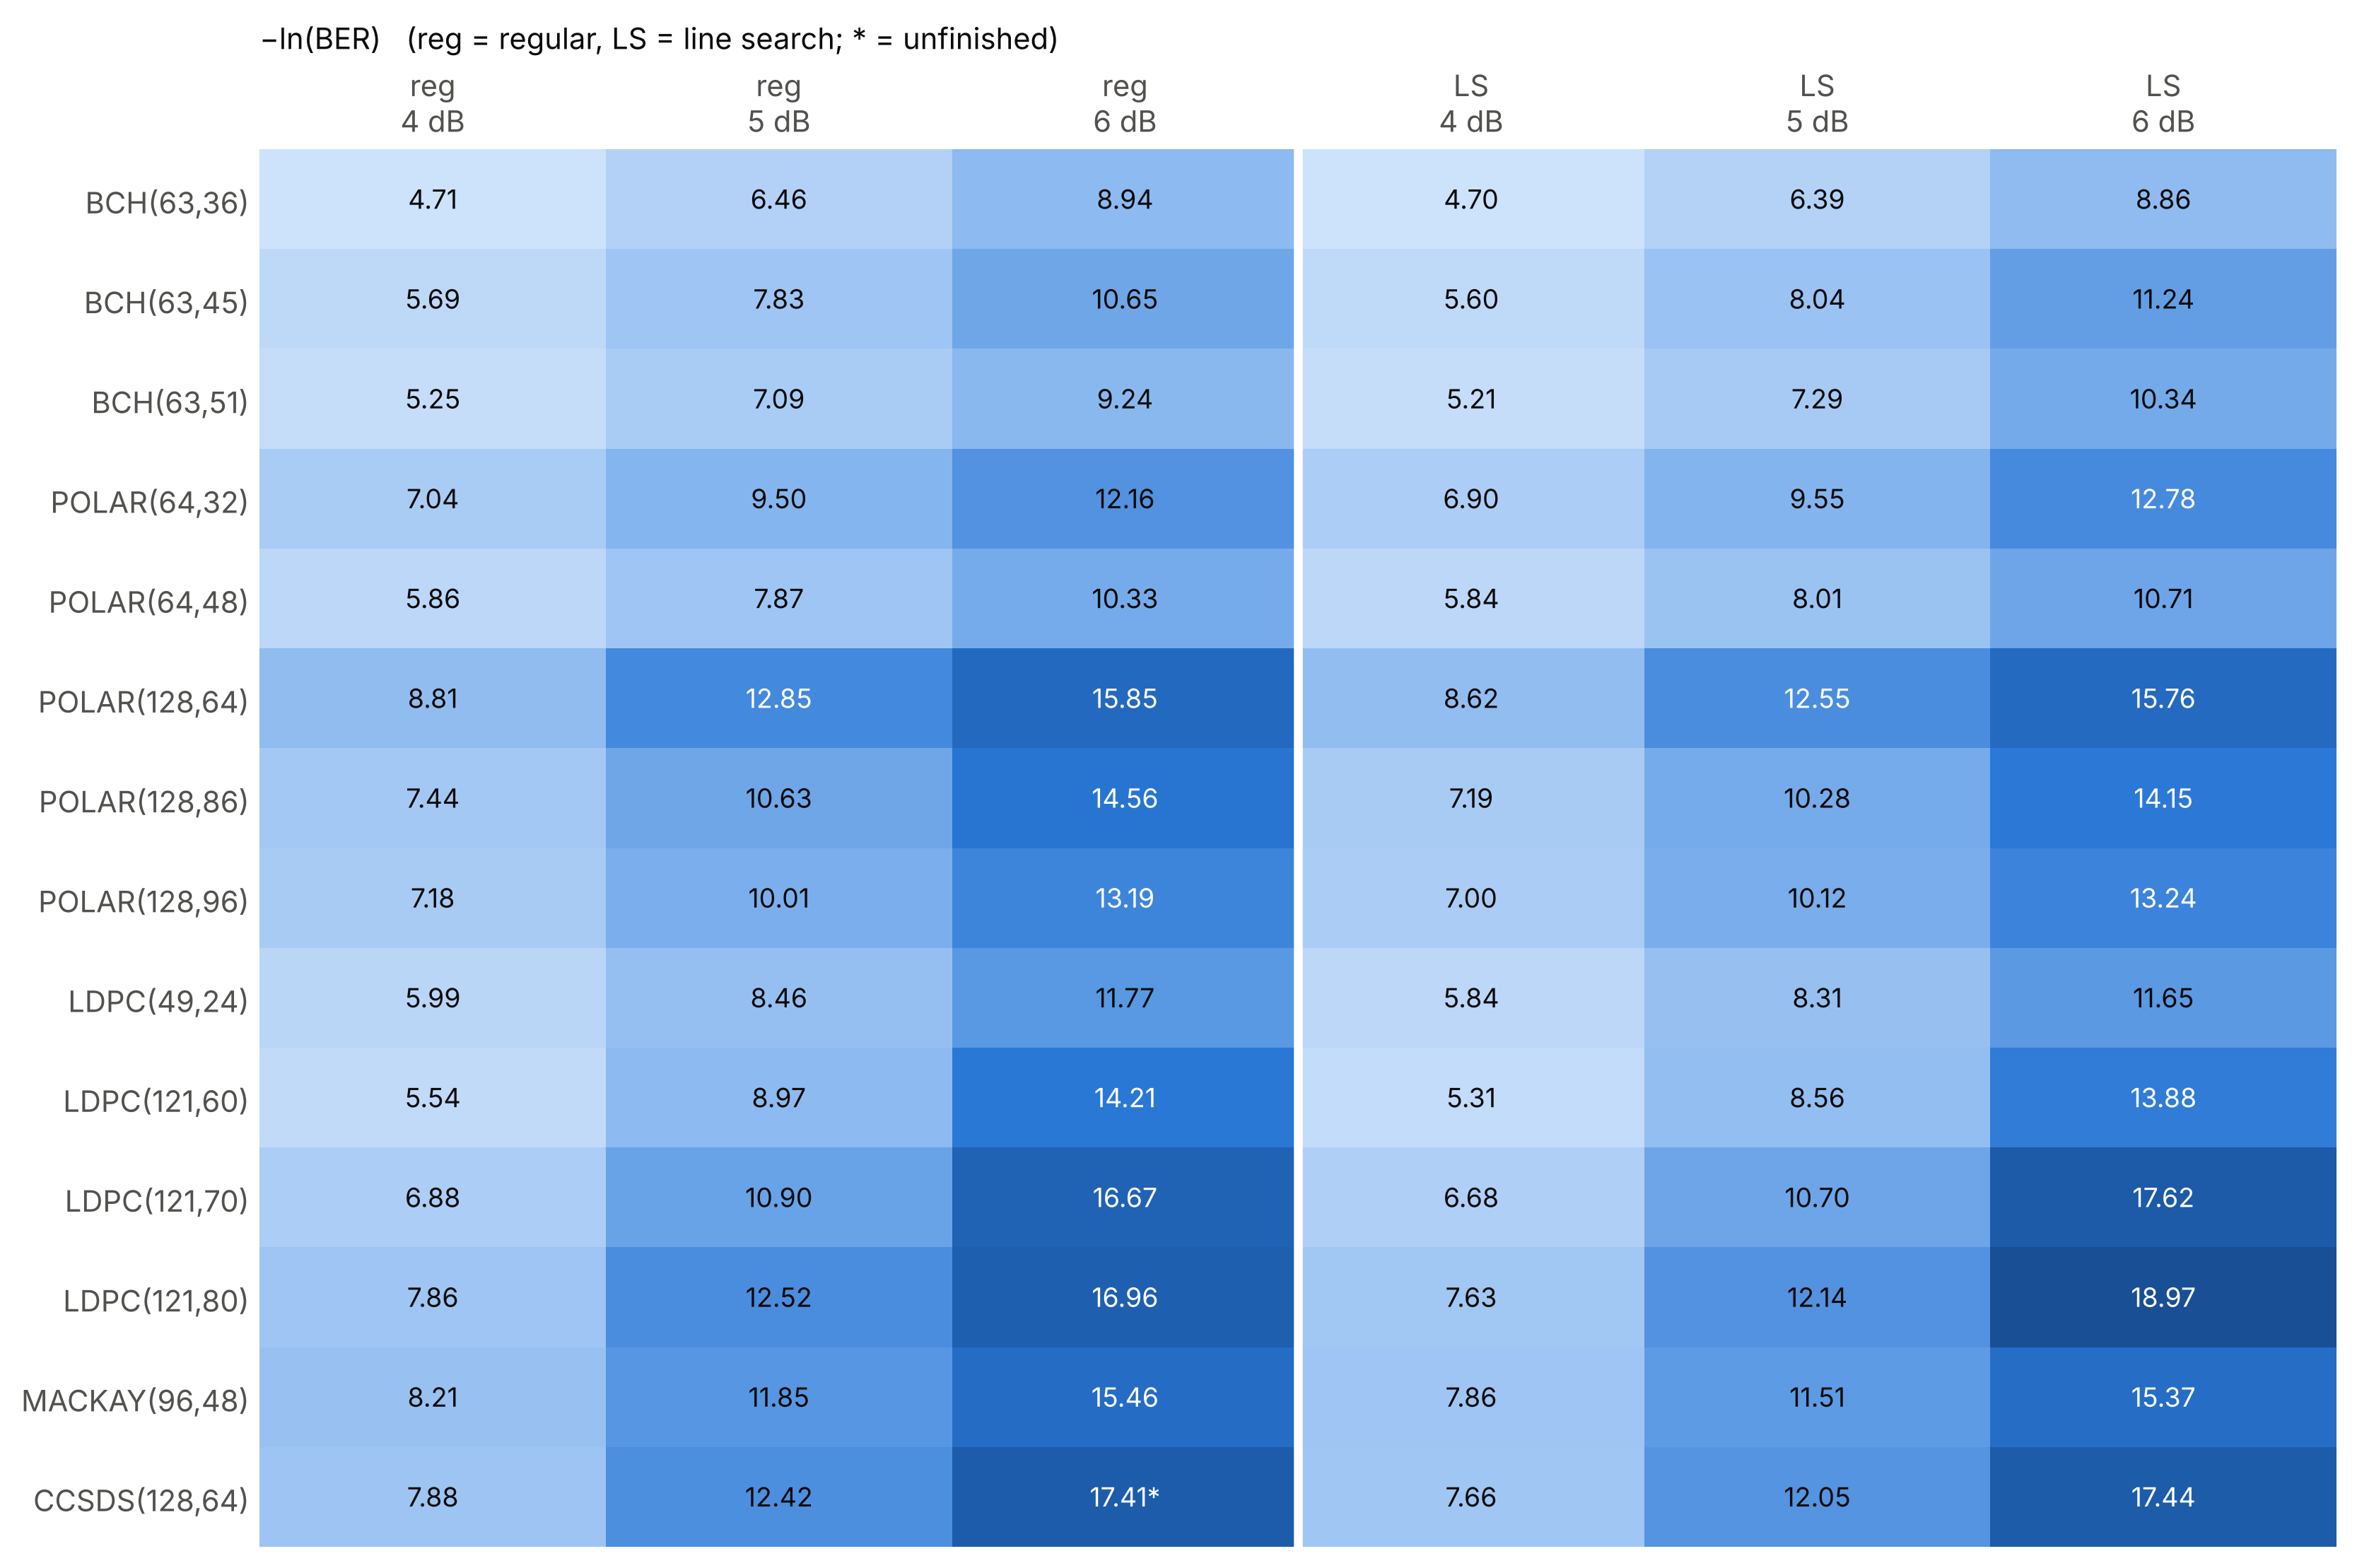 −ln(BER) (reg = regular, LS = line search; * = unfinished)
reg reg reg LS LS LS
4 dB 5 dB 6 dB 4 dB 5 dB 6 dB
BCH(63,36) 4.71 6.46 8.94 4.70 6.39 8.86
BCH(63,45) 5.69 7.83 10.65 5.60 8.04 11.24
BCH(63,51) 5.25 7.09 9.24 5.21 7.29 10.34
POLAR(64,32) 7.04 9.50 12.16 6.90 9.55 12.78
POLAR(64,48) 5.86 7.87 10.33 5.84 8.01 10.71
POLAR(128,64) 8.81 12.85 15.85 8.62 12.55 15.76
POLAR(128,86) 7.44 10.63 14.56 7.19 10.28 14.15
POLAR(128,96) 7.18 10.01 13.19 7.00 10.12 13.24
LDPC(49,24) 5.99 8.46 11.77 5.84 8.31 11.65
LDPC(121,60) 5.54 8.97 14.21 5.31 8.56 13.88
LDPC(121,70) 6.88 10.90 16.67 6.68 10.70 17.62
LDPC(121,80) 7.86 12.52 16.96 7.63 12.14 18.97
MACKAY(96,48) 8.21 11.85 15.46 7.86 11.51 15.37
CCSDS(128,64) 7.88 12.42 17.41* 7.66 12.05 17.44